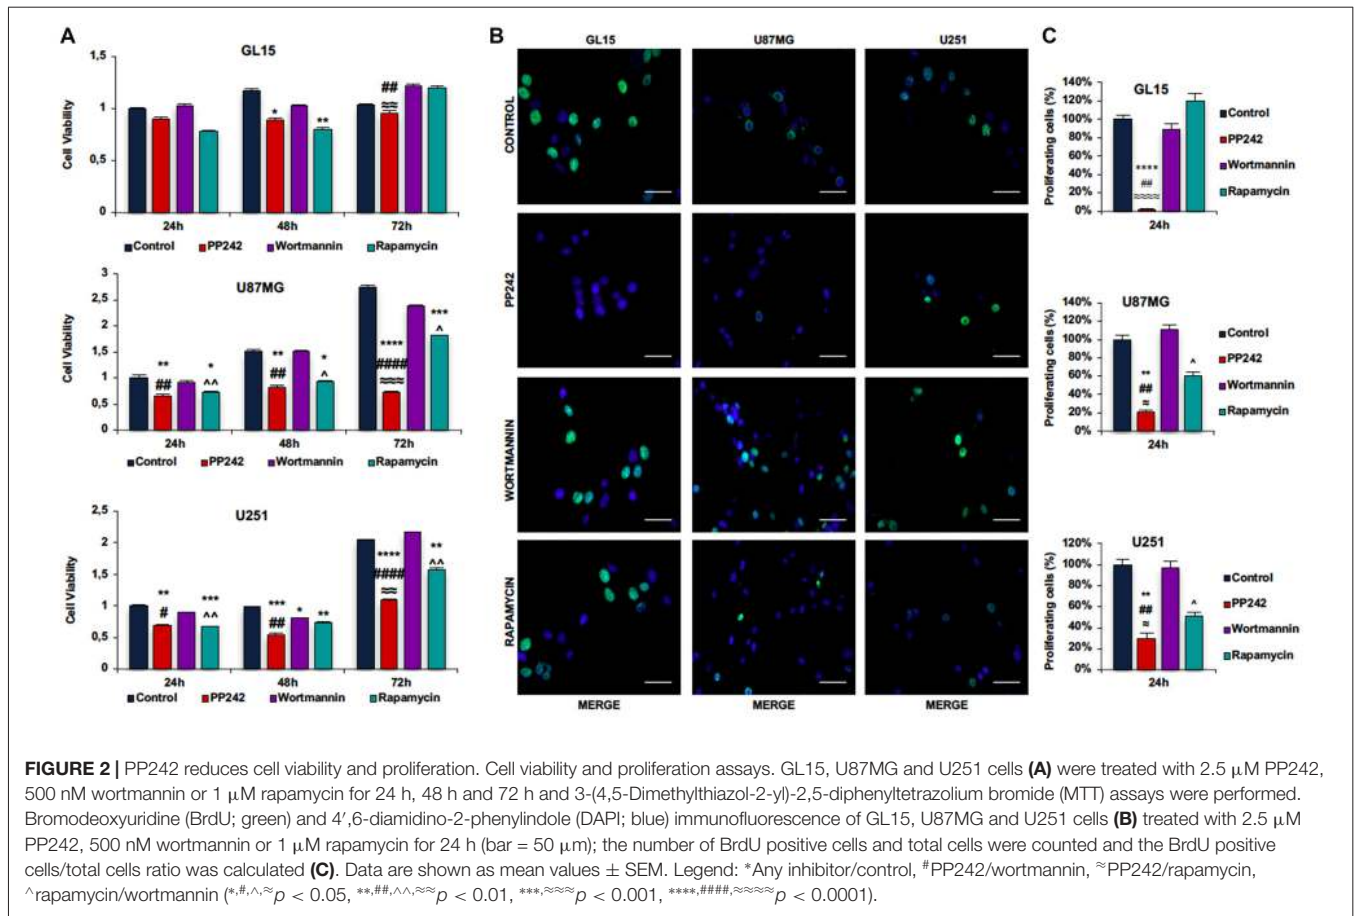 A
GL15
1,5
1
0,5
0
Cell Viability
##
≈≈
*
**
24h 48h 72h
Control PP242 Wortmannin Rapamycin
U87MG
3
2,5
2
1,5
1
0,5
0
Cell Viability
** * ** * **** ***
## ^^ ## ^ #### ^
≈≈≈
24h 48h 72h
Control PP242 Wortmannin Rapamycin
U251
2,5
2
1,5
1
0,5
0
Cell Viability
** *** *** * ** **** **
# ^^ ## #### ^^
≈≈
24h 48h 72h
Control PP242 Wortmannin Rapamycin
B
GL15 U87MG U251
CONTROL
PP242
WORTMANNIN
RAPAMYCIN
MERGE MERGE MERGE
C
GL15
140%
120%
100%
80%
60%
40%
20%
0%
Proliferating cells (%)
****
##
≈≈≈≈
24h
Control
PP242
Wortmannin
Rapamycin
U87MG
140%
120%
100%
80%
60%
40%
20%
0%
Proliferating cells (%)
** ^
##
≈
24h
Control
PP242
Wortmannin
Rapamycin
U251
120%
100%
80%
60%
40%
20%
0%
Proliferating cells (%)
** ^
##
≈
24h
Control
PP242
Wortmannin
Rapamycin
FIGURE 2 | PP242 reduces cell viability and proliferation. Cell viability and proliferation assays. GL15, U87MG and U251 cells (A) were treated with 2.5 μM PP242,
500 nM wortmannin or 1 μM rapamycin for 24 h, 48 h and 72 h and 3-(4,5-Dimethylthiazol-2-yl)-2,5-diphenyltetrazolium bromide (MTT) assays were performed.
Bromodeoxyuridine (BrdU; green) and 4′,6-diamidino-2-phenylindole (DAPI; blue) immunofluorescence of GL15, U87MG and U251 cells (B) treated with 2.5 μM
PP242, 500 nM wortmannin or 1 μM rapamycin for 24 h (bar = 50 μm); the number of BrdU positive cells and total cells were counted and the BrdU positive
cells/total cells ratio was calculated (C). Data are shown as mean values ± SEM. Legend: *Any inhibitor/control, #PP242/wortmannin, ≈PP242/rapamycin,
^rapamycin/wortmannin (*,#,^,≈p < 0.05, **,##,^^,≈≈p < 0.01, ***,≈≈≈p < 0.001, ****,####,≈≈≈≈p < 0.0001).